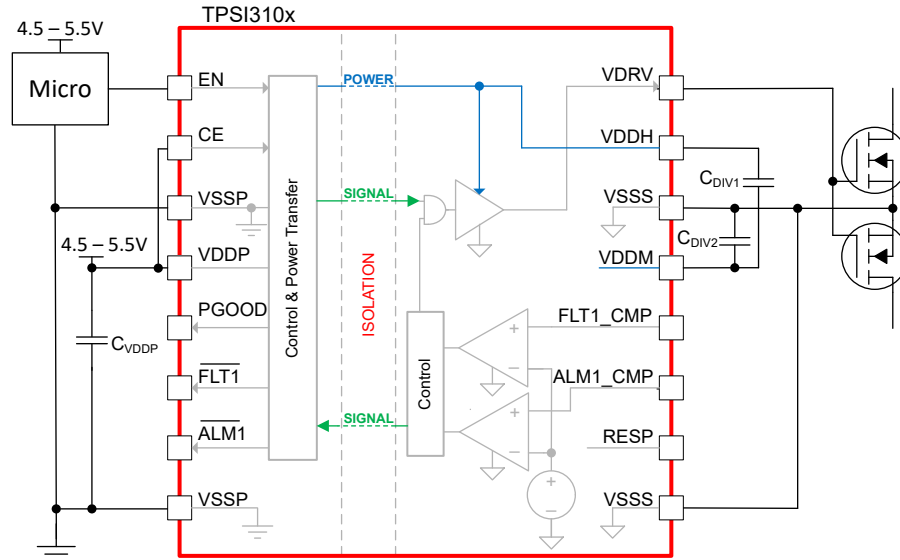 TPSI310x
4.5 – 5.5V
Micro
EN
CE
VSSP
4.5 – 5.5V
VDDP
PGOOD
CVDDP
FLT1
ALM1
VSSP
Control & Power Transfer
POWER
SIGNAL
ISOLATION
SIGNAL
Control
+
−
+
−
+
−
VDRV
VDDH
CDIV1
VSSS
CDIV2
VDDM
FLT1_CMP
ALM1_CMP
RESP
VSSS